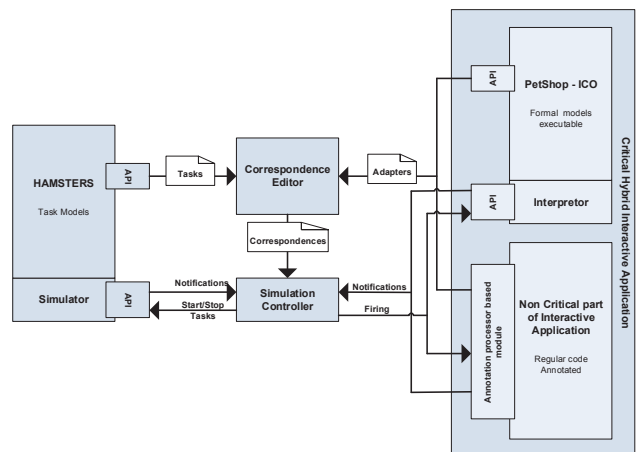 HAMSTERS
Task Models
API
Simulator
API
Tasks
Notifications
Start/Stop
Tasks
Correspondence
Editor
Correspondences
Simulation
Controller
Adapters
Notifications
Firing
API
PetShop - ICO
Formal models
executable
API
Interpretor
Annotation processor based
module
Non Critical part
of Interactive
Application
Regular code
Annotated
Critical Hybrid Interactive Application